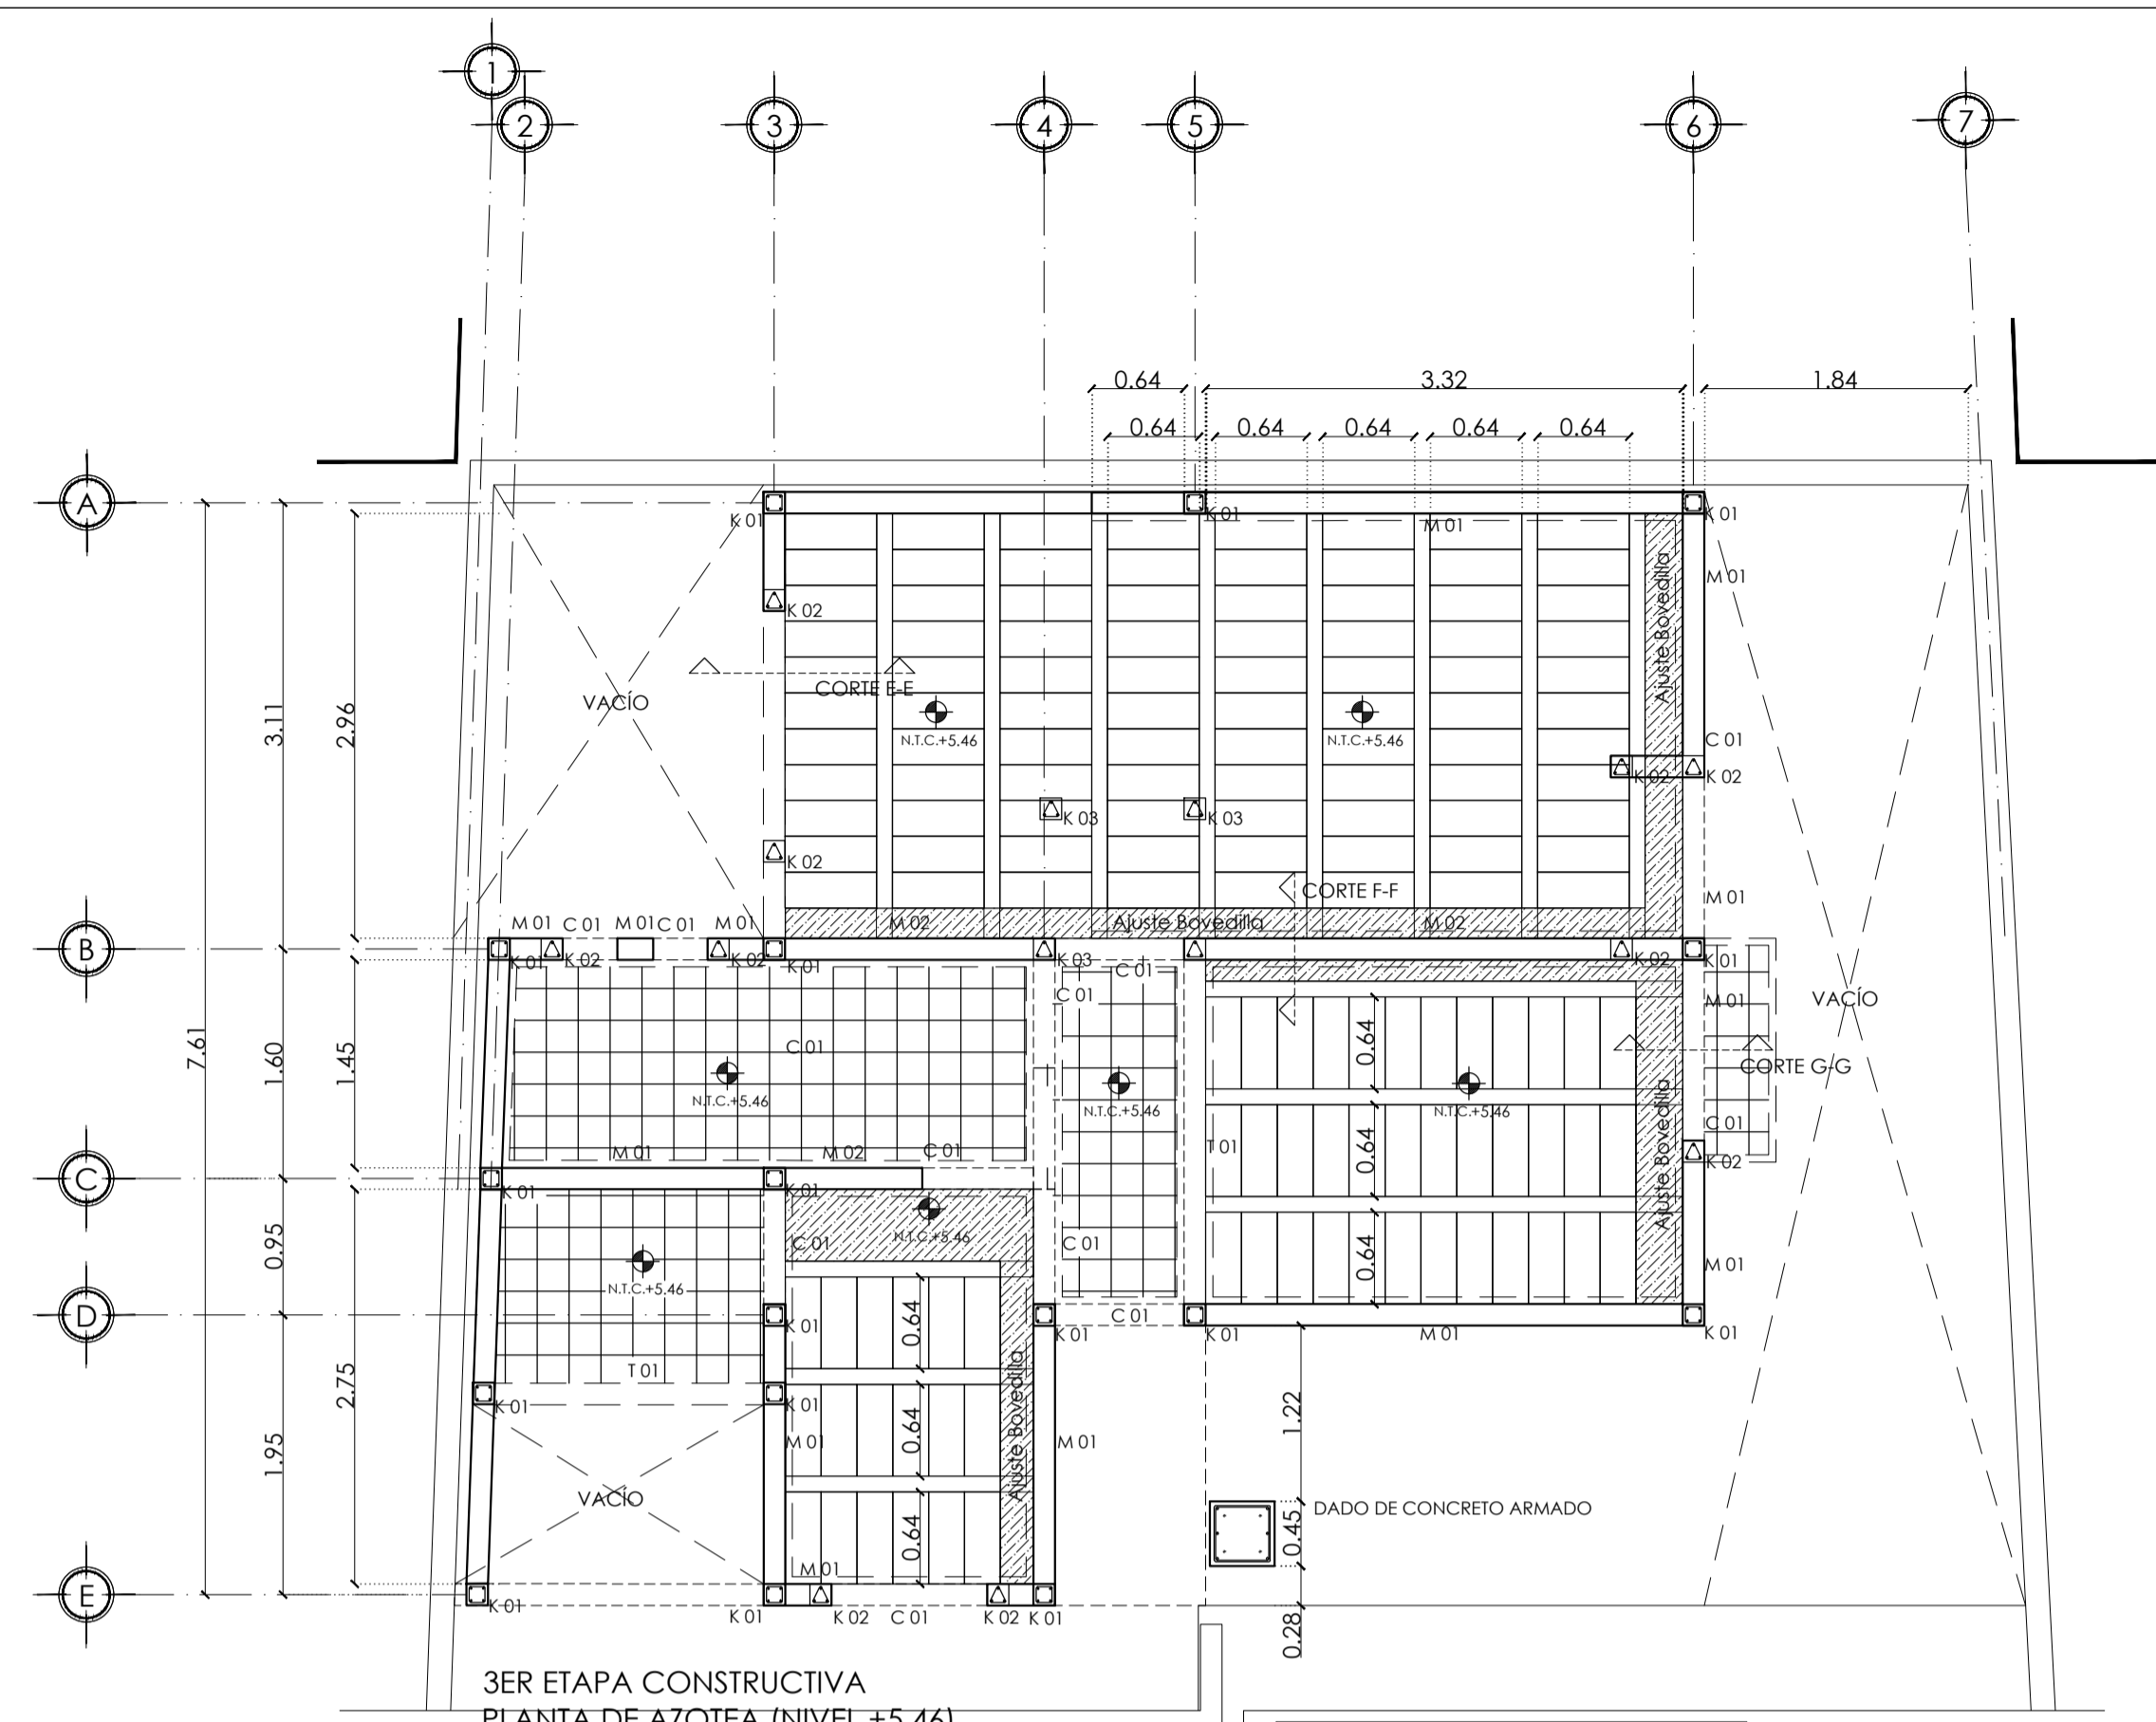 1
2
3
4
5
6
7
0.64
3.32
1.84
0.64
0.64
0.64
0.64
0.64
A
K 01
K 01
M 01
K 01
Ajuste Bovedilla
M 01
K 02
3.11
2.96
VACÍO
CORTE E-E
N.T.C.+5.46
N.T.C.+5.46
C 01
K 02
K 02
K 03
K 03
K 02
CORTE F-F
M 01
M 01
C 01
M 01
C 01
M 01
M 02
Ajuste Bovedilla
M 02
B
K 01
K 02
K 02
K 01
K 03
K 02
K 01
C 01
C 01
M 01
VACÍO
7.61
1.60
1.45
C 01
0.64
CORTE G-G
N.T.C.+5.46
N.T.C.+5.46
N.T.C.+5.46
Ajuste Bovedilla
C 01
M 01
M 02
C 01
T 01
0.64
K 02
C
K 01
K 01
0.95
C 01
N.T.C.+5.46
C 01
0.64
M 01
N.T.C.+5.46
D
K 01
0.64
K 01
C 01
K 01
M 01
K 01
2.75
T 01
K 01
K 01
Ajuste Bovedilla
1.22
1.95
M 01
0.64
M 01
VACÍO
0.64
DADO DE CONCRETO ARMADO
0.45
M 01
E
K 01
K 01
K 02
C 01
K 02
K 01
0.28
3ER ETAPA CONSTRUCTIVA
PLANTA DE AZOTEA (NIVEL +5.46)